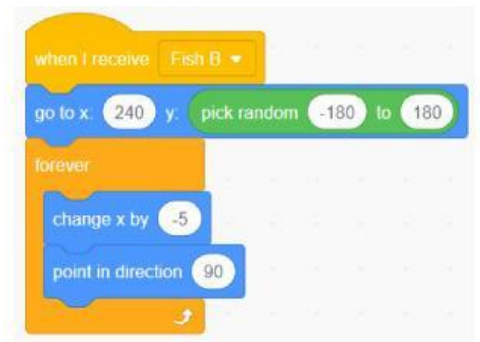 when I receive Fish B
go to x: 240 y: pick random -180 to 180
forever
change x by -5
point in direction 90